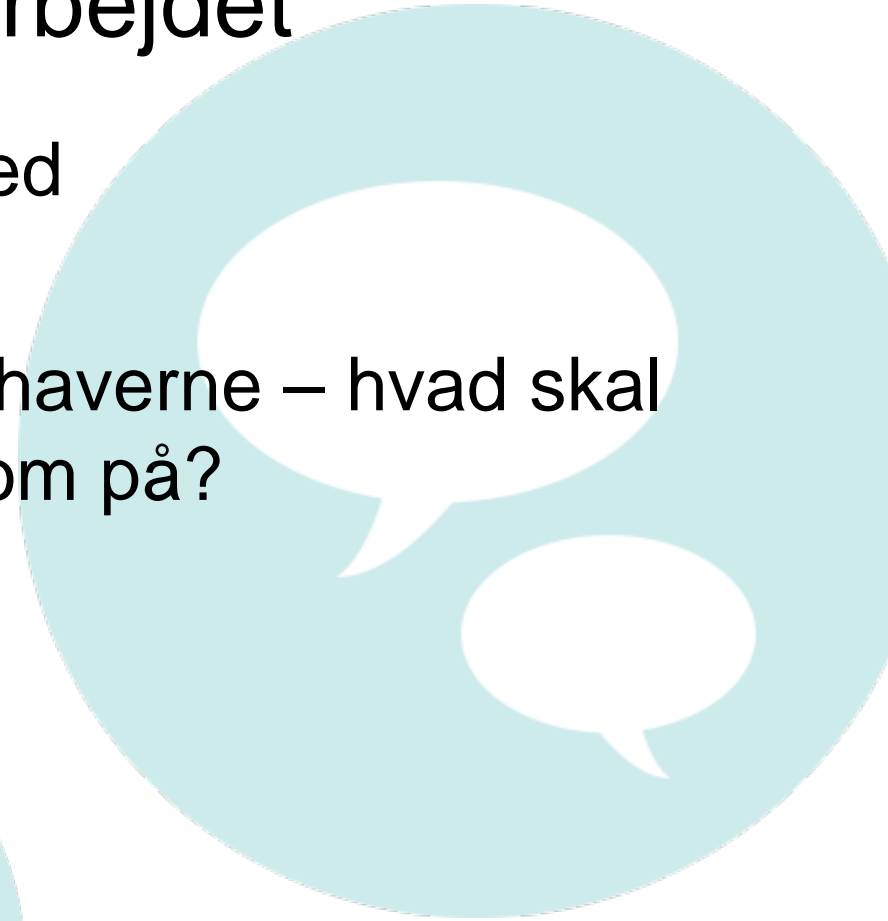 rbejdet
ed
haverne – hvad skal
om på?